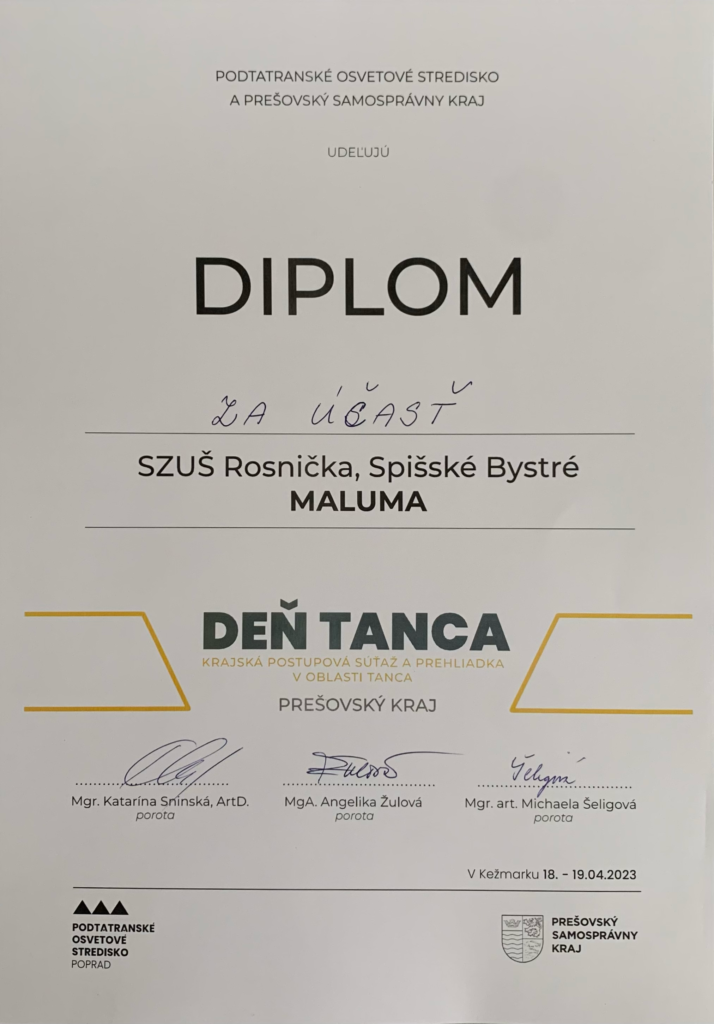 PODTATRANSKÉ OSVETOVÉ STREDISKO
A PREŠOVSKÝ SAMOSPRÁVNY KRAJ
UDEĽUJÚ
DIPLOM
ZA ÚČASŤ
SZUŠ Rosnička, Spišské Bystré
MALUMA
DEŇ TANCA
KRAJSKÁ POSTUPOVÁ SÚŤAŽ A PREHLIADKA
V OBLASTI TANCA
PREŠOVSKÝ KRAJ
Žulová
Šeligová
Mgr. Katarína Sninská, ArtD.
porota
MgA. Angelika Žulová
porota
Mgr. art. Michaela Šeligová
porota
V Kežmarku 18. - 19.04.2023
PODTATRANSKÉ
OSVETOVÉ
STREDISKO
POPRAD
PREŠOVSKÝ
SAMOSPRÁVNY
KRAJ